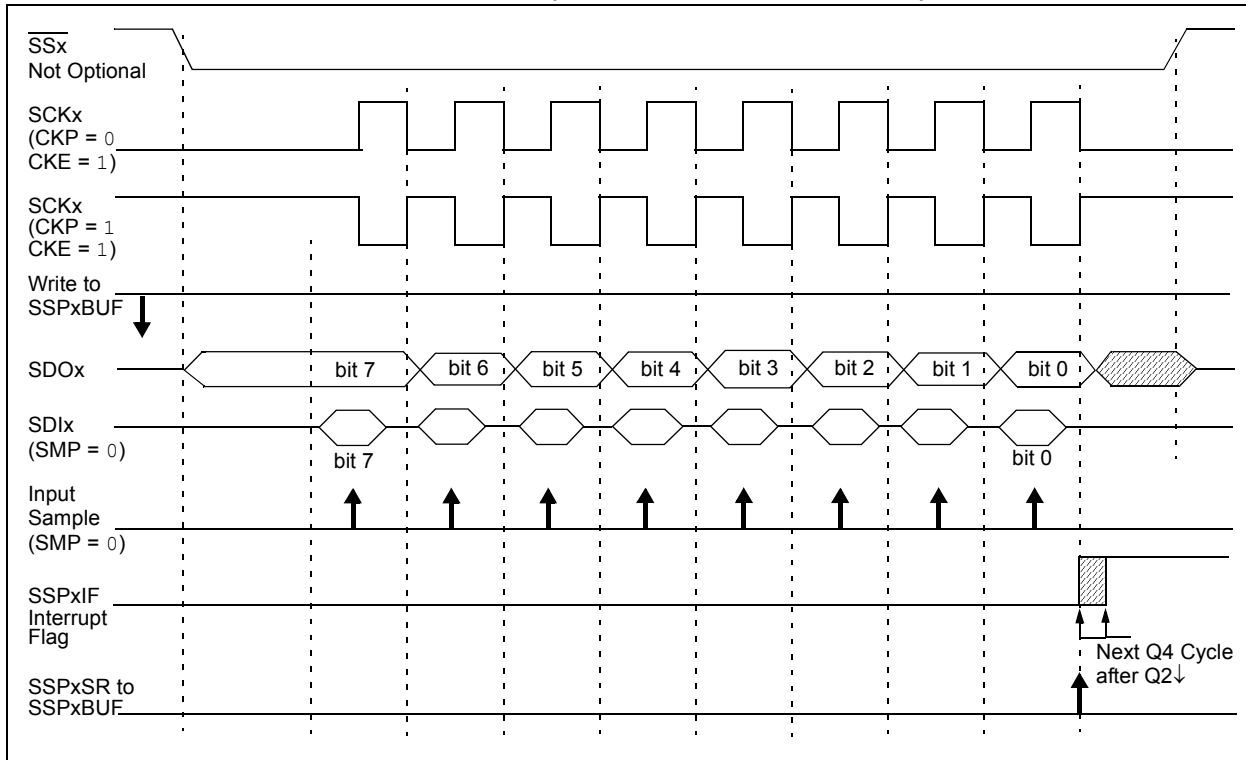 SSx
Not Optional
SCKx
(CKP = 0
CKE = 1)
SCKx
(CKP = 1
CKE = 1)
Write to
SSPxBUF
SDOx
bit 7
bit 6
bit 5
bit 4
bit 3
bit 2
bit 1
bit 0
SDIx
(SMP = 0)
bit 7
bit 0
Input
Sample
(SMP = 0)
SSPxIF
Interrupt
Flag
Next Q4 Cycle
after Q2↓
SSPxSR to
SSPxBUF